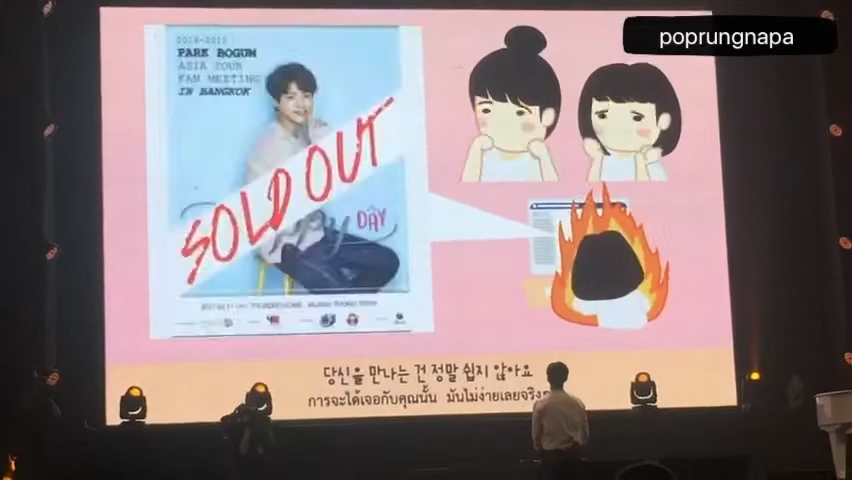 poprungnapa
2018-2019
PARK BOGUM
ASIA TOUR
FAN MEETING
IN BANGKOK
SOLD OUT
DAY
당신을 만나는 건 정말 쉽지 않아요
การจะได้เจอกับคุณนั้น มันไม่ง่ายเลยจริง